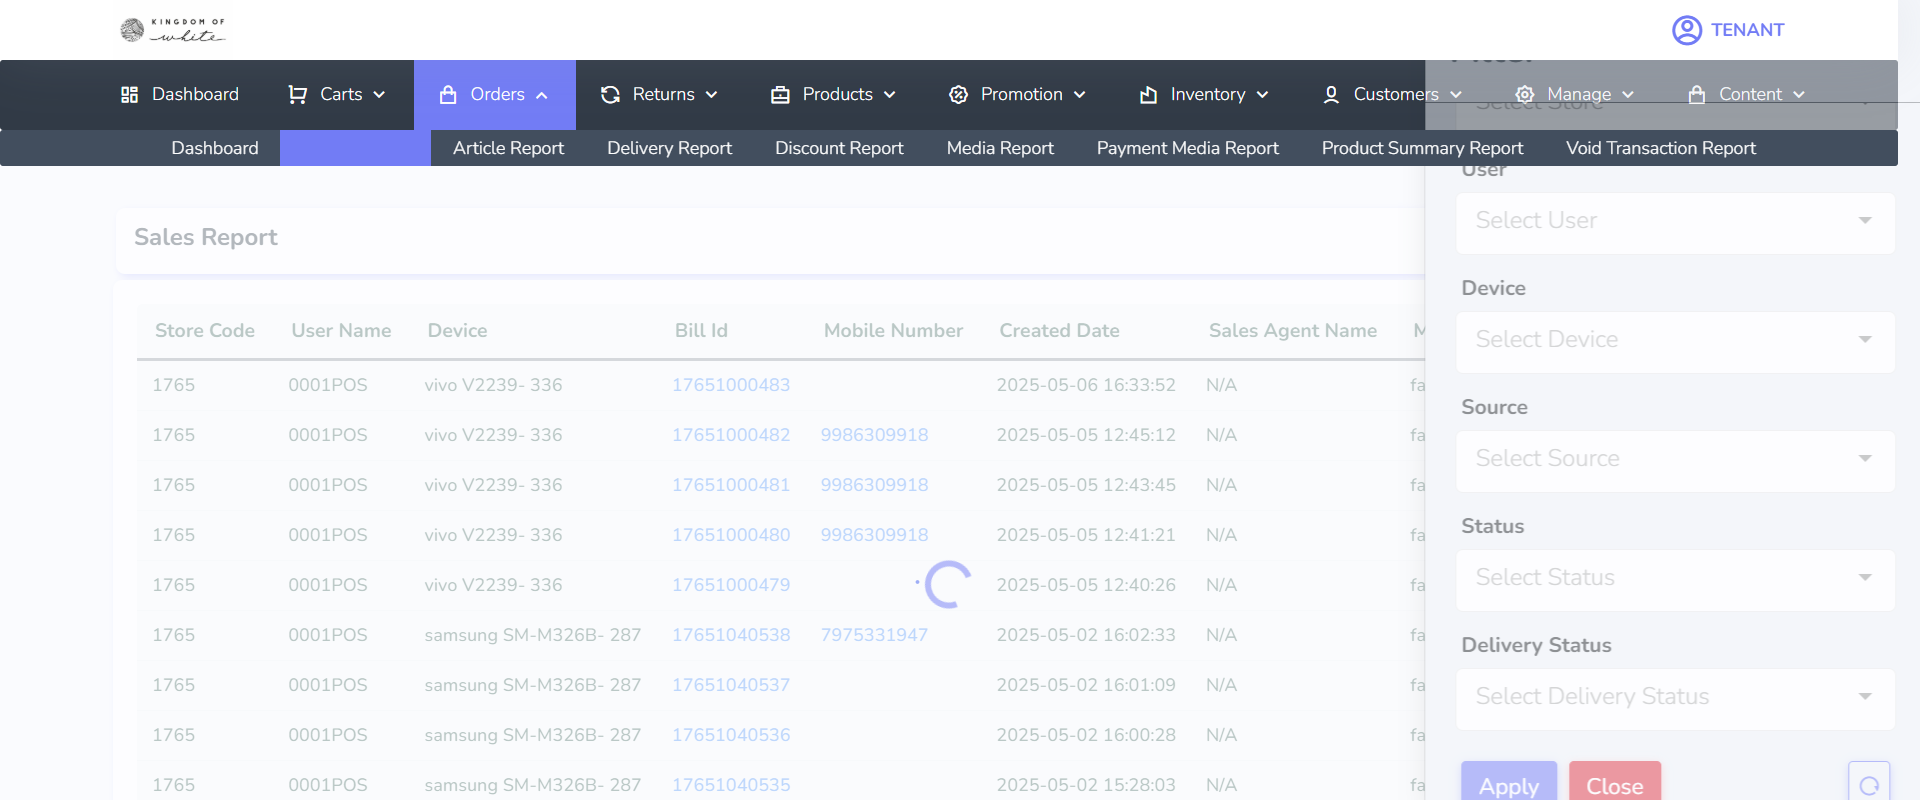 KINGDOM OF
white
TENANT
Dashboard Carts Orders Returns Products Promotion Inventory Customers Manage Content
Select Store
Dashboard Article Report Delivery Report Discount Report Media Report Payment Media Report Product Summary Report Void Transaction Report
User
Select User
Sales Report
Device
Select Device
Store Code User Name Device Bill Id Mobile Number Created Date Sales Agent Name M
1765 0001POS vivo V2239- 336 17651000483 2025-05-06 16:33:52 N/A fa
1765 0001POS vivo V2239- 336 17651000482 9986309918 2025-05-05 12:45:12 N/A fa
1765 0001POS vivo V2239- 336 17651000481 9986309918 2025-05-05 12:43:45 N/A fa
1765 0001POS vivo V2239- 336 17651000480 9986309918 2025-05-05 12:41:21 N/A fa
1765 0001POS vivo V2239- 336 17651000479 2025-05-05 12:40:26 N/A fa
1765 0001POS samsung SM-M326B- 287 17651040538 7975331947 2025-05-02 16:02:33 N/A fa
1765 0001POS samsung SM-M326B- 287 17651040537 2025-05-02 16:01:09 N/A fa
1765 0001POS samsung SM-M326B- 287 17651040536 2025-05-02 16:00:28 N/A fa
1765 0001POS samsung SM-M326B- 287 17651040535 2025-05-02 15:28:03 N/A fa
Source
Select Source
Status
Select Status
Delivery Status
Select Delivery Status
Apply Close